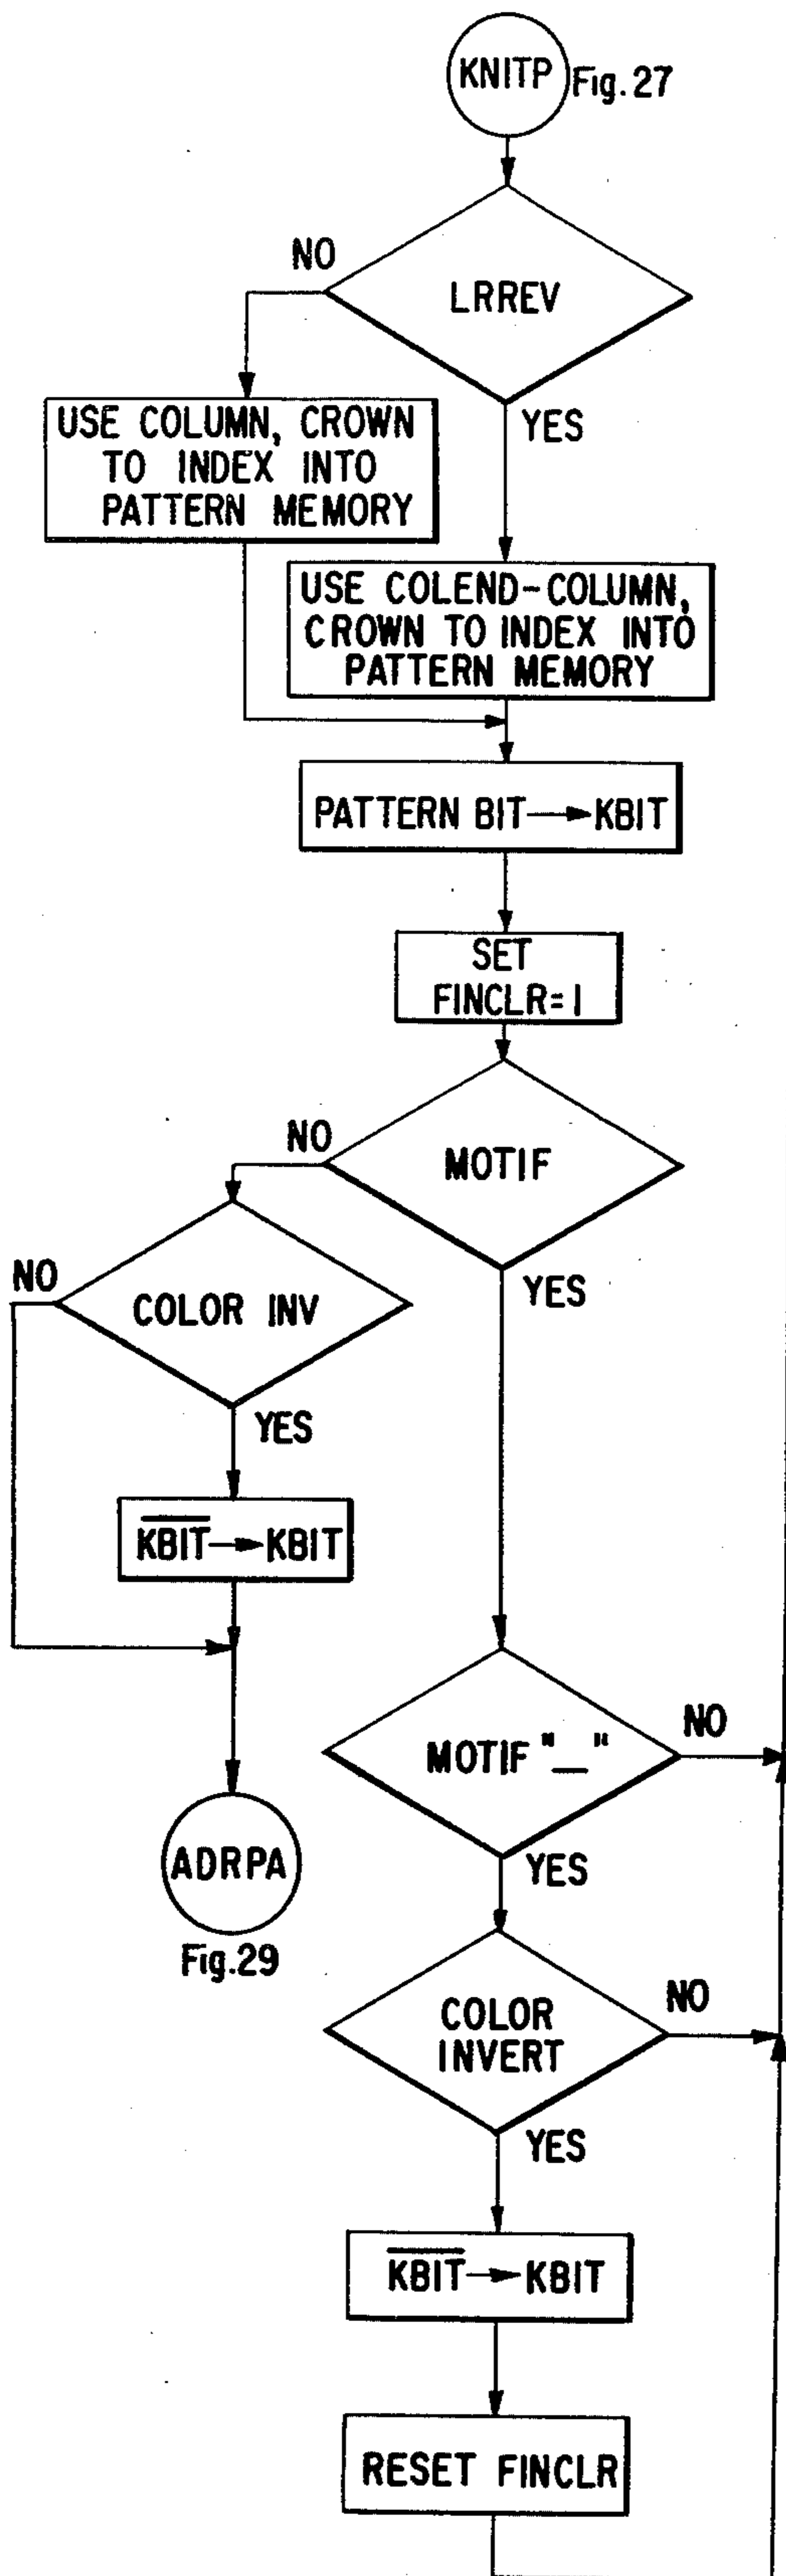 KNITP Fig. 27
NO
LRREV
YES
USE COLUMN, CROWN
TO INDEX INTO
PATTERN MEMORY
USE COLEND-COLUMN,
CROWN TO INDEX INTO
PATTERN MEMORY
PATTERN BIT → KBIT
SET
FINCLR=1
NO
MOTIF
YES
NO
COLOR INV
YES
K̅B̅I̅T̅ → KBIT
ADRPA
Fig.29
MOTIF "_"
NO
YES
COLOR
INVERT
NO
YES
K̅B̅I̅T̅ → KBIT
RESET FINCLR